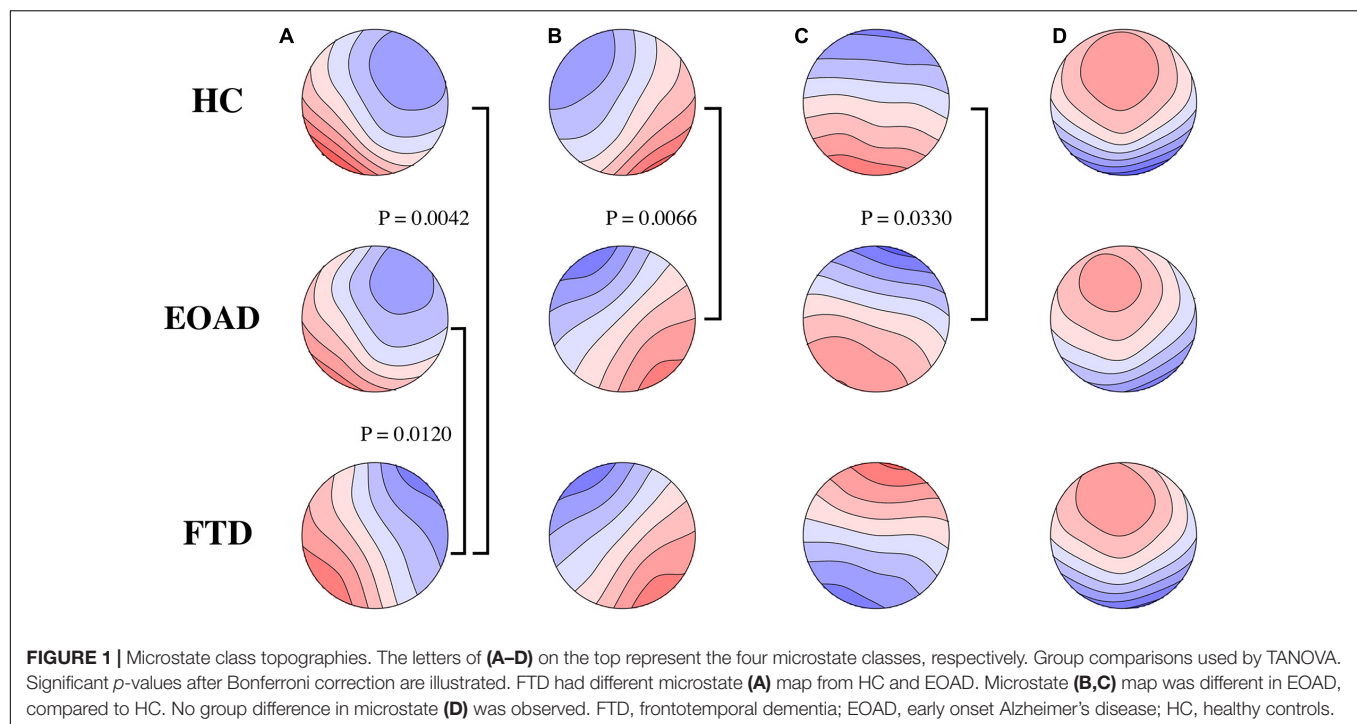 A B C D
HC
P = 0.0042 P = 0.0066 P = 0.0330
EOAD
P = 0.0120
FTD
FIGURE 1 | Microstate class topographies. The letters of (A–D) on the top represent the four microstate classes, respectively. Group comparisons used by TANOVA.
Significant p-values after Bonferroni correction are illustrated. FTD had different microstate (A) map from HC and EOAD. Microstate (B,C) map was different in EOAD,
compared to HC. No group difference in microstate (D) was observed. FTD, frontotemporal dementia; EOAD, early onset Alzheimer's disease; HC, healthy controls.